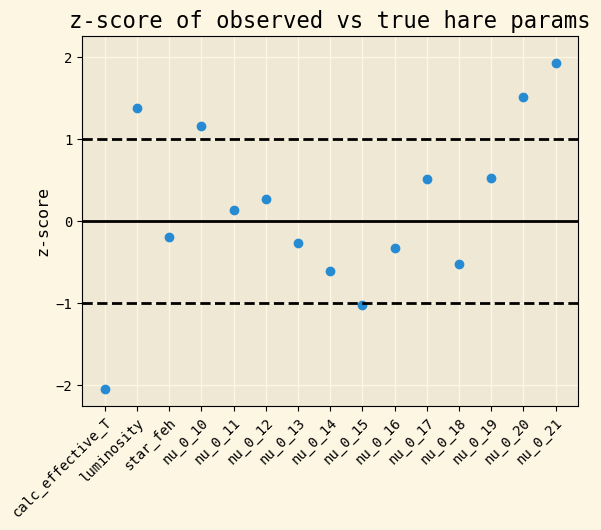 z-score of observed vs true hare params
z-score
2
1
0
−1
−2
calc_effective_T
luminosity
star_feh
nu_0_10
nu_0_11
nu_0_12
nu_0_13
nu_0_14
nu_0_15
nu_0_16
nu_0_17
nu_0_18
nu_0_19
nu_0_20
nu_0_21